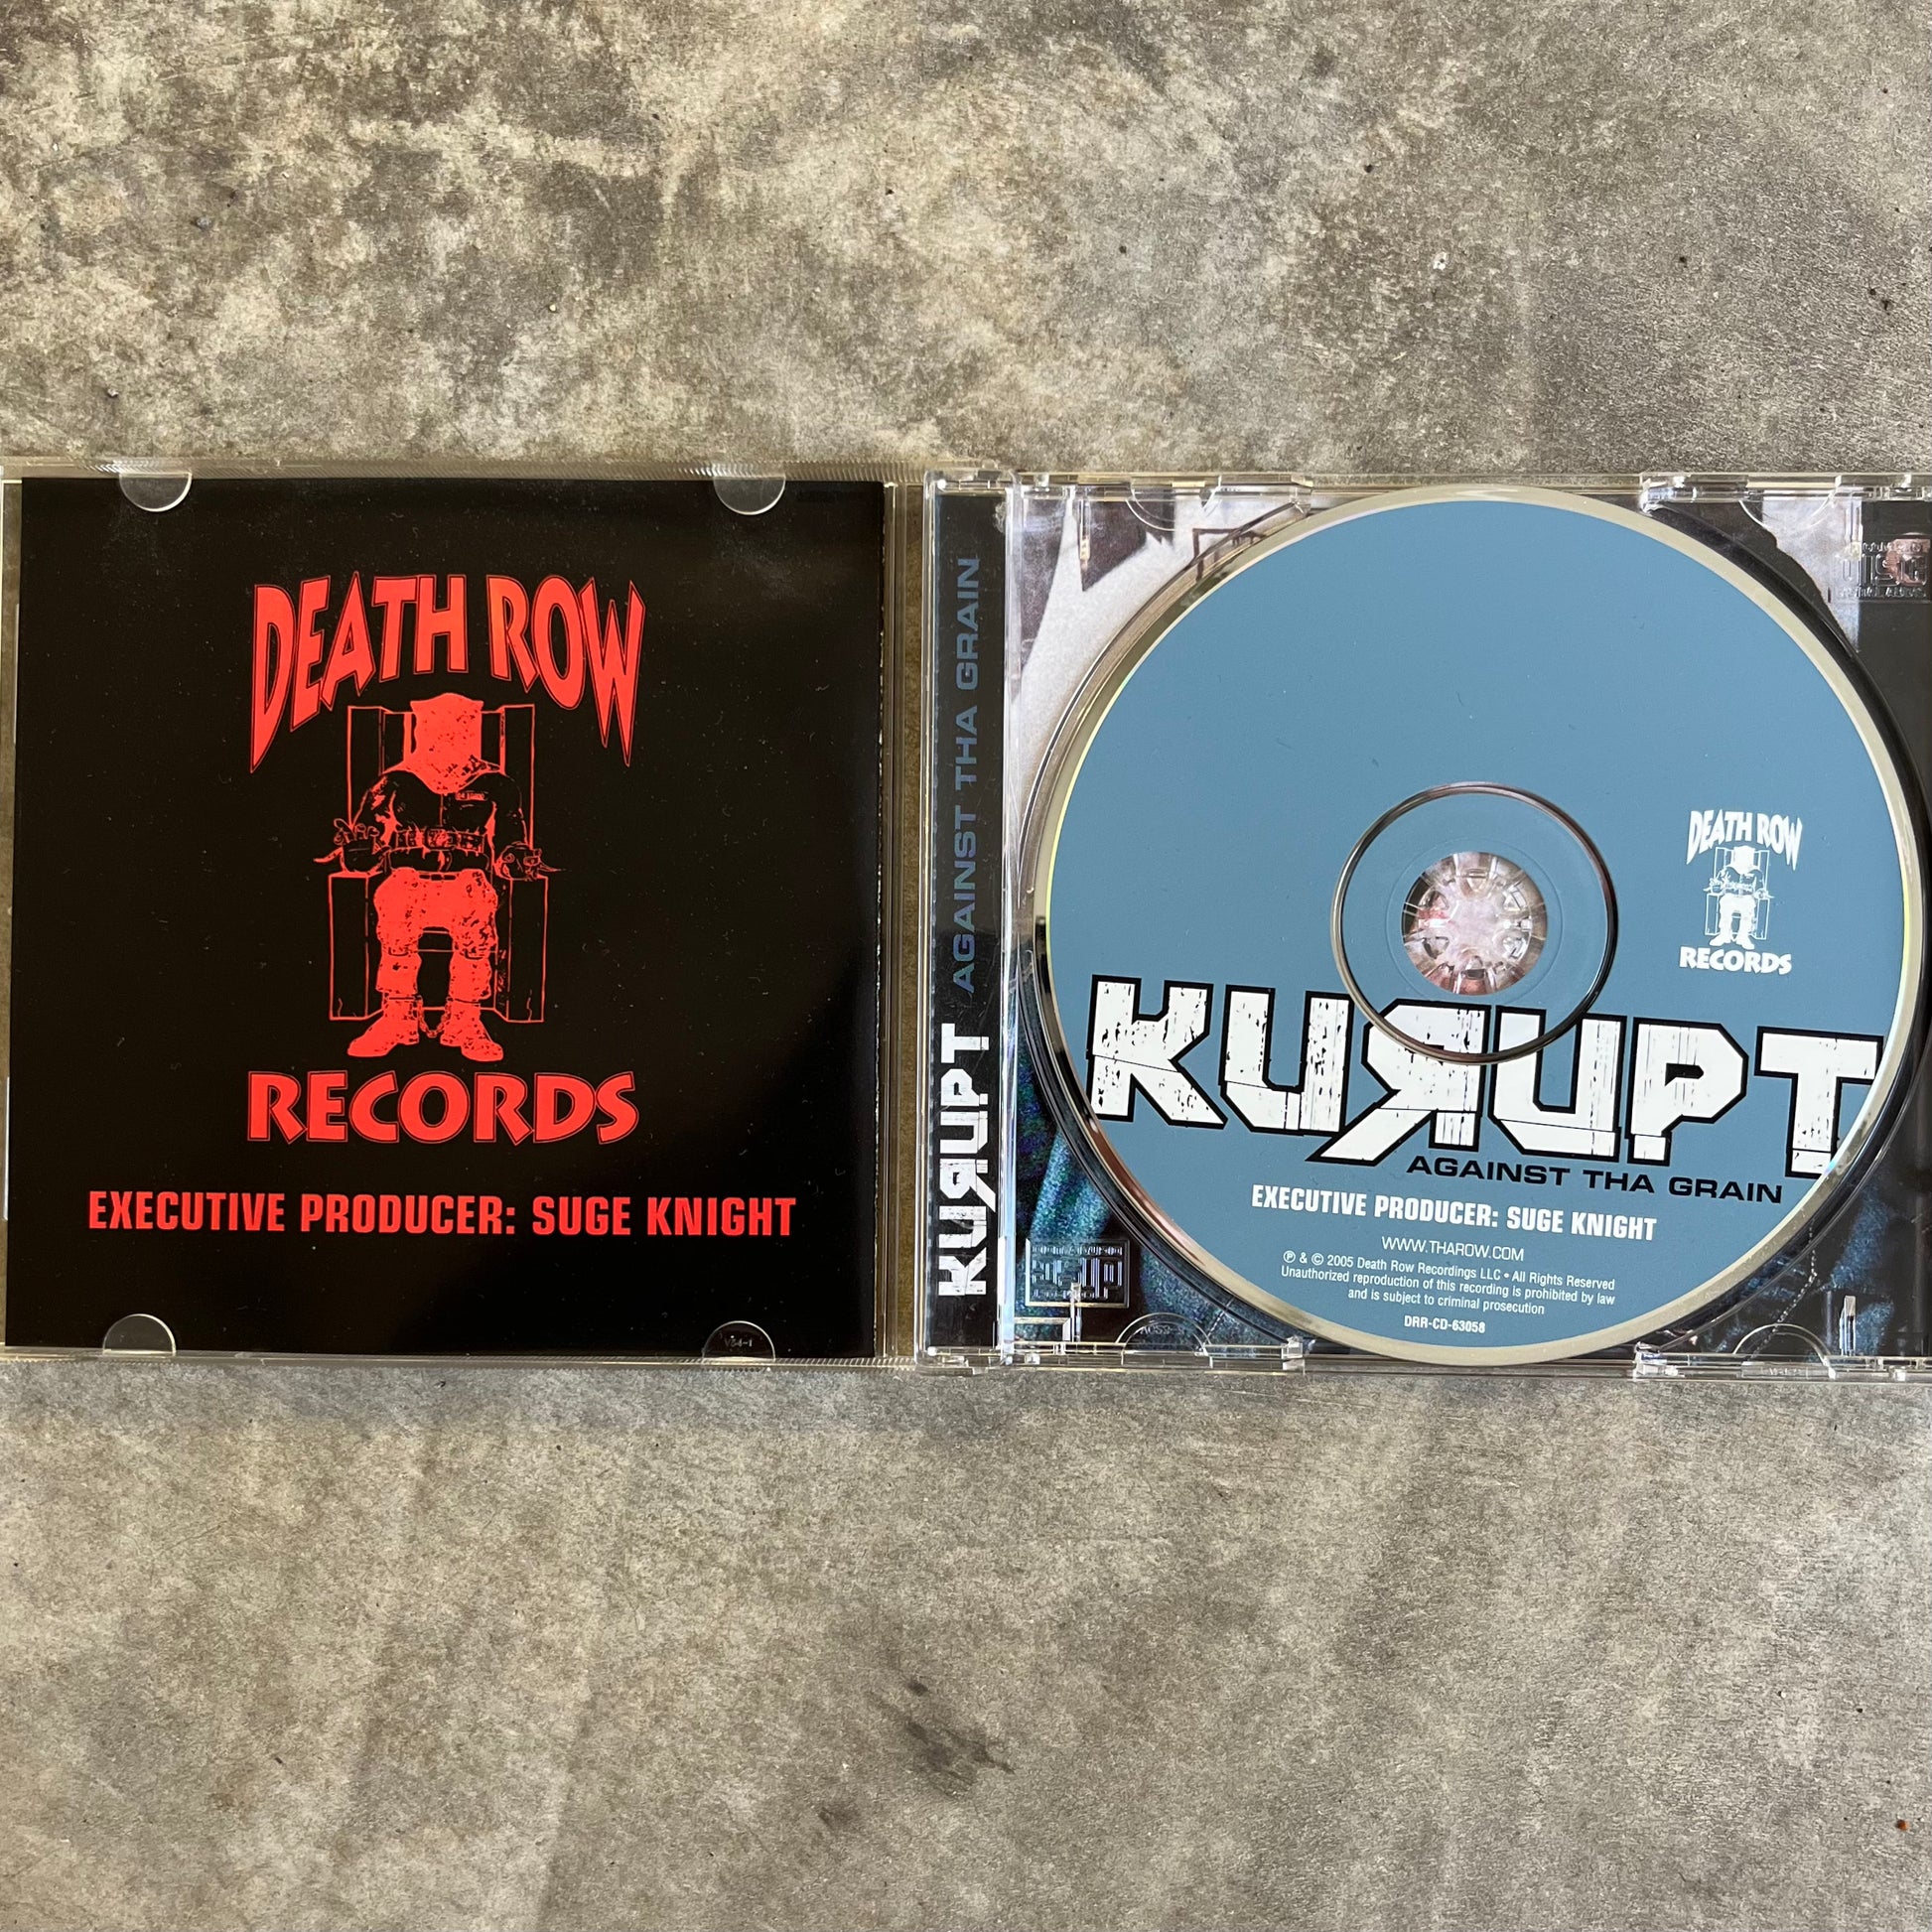 DEATH ROW
RECORDS
EXECUTIVE PRODUCER: SUGE KNIGHT
KURUPT AGAINST THA GRAIN
DEATH ROW
RECORDS
KURUPT
AGAINST THA GRAIN
EXECUTIVE PRODUCER: SUGE KNIGHT
WWW.THAROW.COM
℗ & © 2005 Death Row Recordings LLC • All Rights Reserved
Unauthorized reproduction of this recording is prohibited by law
and is subject to criminal prosecution
DRR-CD-63058